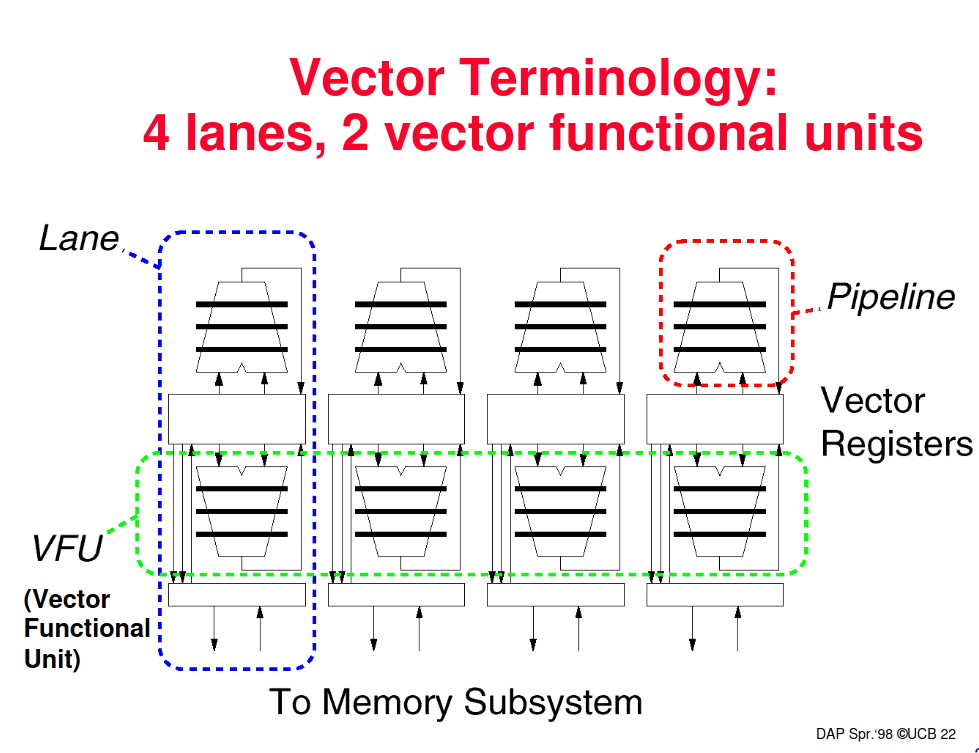 Vector Terminology:
4 lanes, 2 vector functional units
Lane
Pipeline
Vector
Registers
VFU
(Vector
Functional
Unit)
To Memory Subsystem
DAP Spr.‘98 ©UCB 22